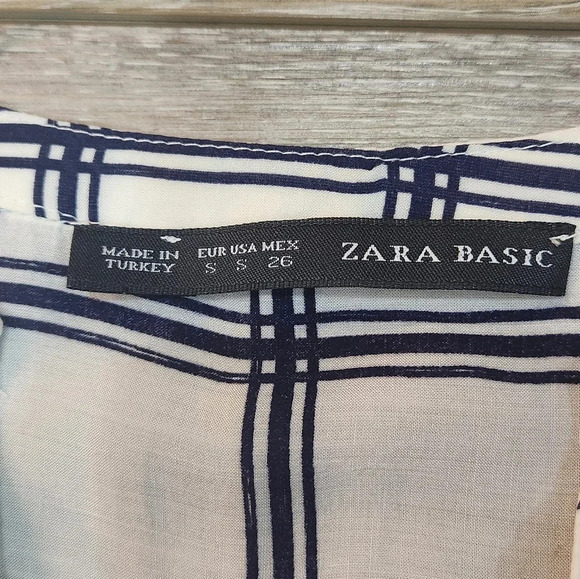 MADE IN
TURKEY
EUR USA MEX
S S 26
ZARA BASIC